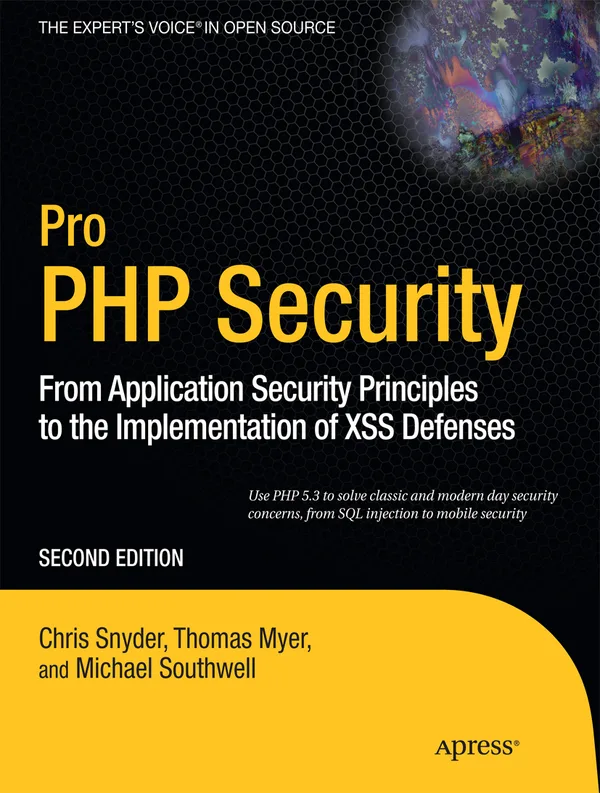 THE EXPERT'S VOICE® IN OPEN SOURCE
Pro
PHP Security
From Application Security Principles
to the Implementation of XSS Defenses
Use PHP 5.3 to solve classic and modern day security
concerns, from SQL injection to mobile security
SECOND EDITION
Chris Snyder, Thomas Myer,
and Michael Southwell
Apress®